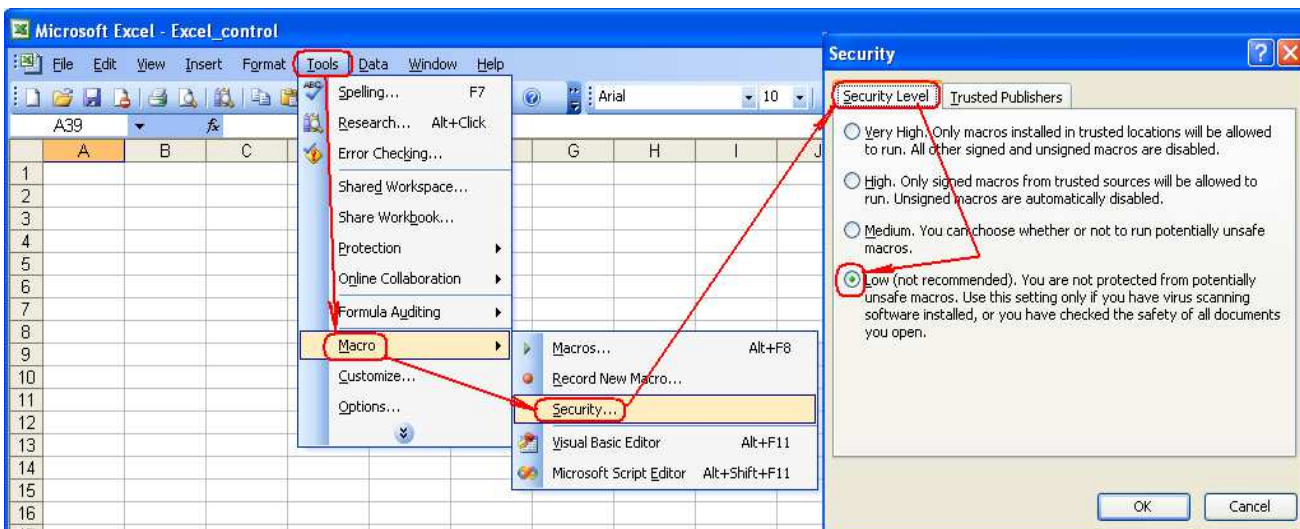 Microsoft Excel - Excel_control
File Edit View Insert Format Tools Data Window Help
Arial 10
A39 fx
A B C G H I J
1
2
3
4
5
6
7
8
9
10
11
12
13
14
15
16
Spelling... F7
Research... Alt+Click
Error Checking...
Shared Workspace...
Share Workbook...
Protection
Online Collaboration
Formula Auditing
Macro
Customize...
Options...
Macros... Alt+F8
Record New Macro...
Security...
Visual Basic Editor Alt+F11
Microsoft Script Editor Alt+Shift+F11
Security
Security Level Trusted Publishers
Very High. Only macros installed in trusted locations will be allowed
to run. All other signed and unsigned macros are disabled.
High. Only signed macros from trusted sources will be allowed to
run. Unsigned macros are automatically disabled.
Medium. You can choose whether or not to run potentially unsafe
macros.
Low (not recommended). You are not protected from potentially
unsafe macros. Use this setting only if you have virus scanning
software installed, or you have checked the safety of all documents
you open.
OK Cancel